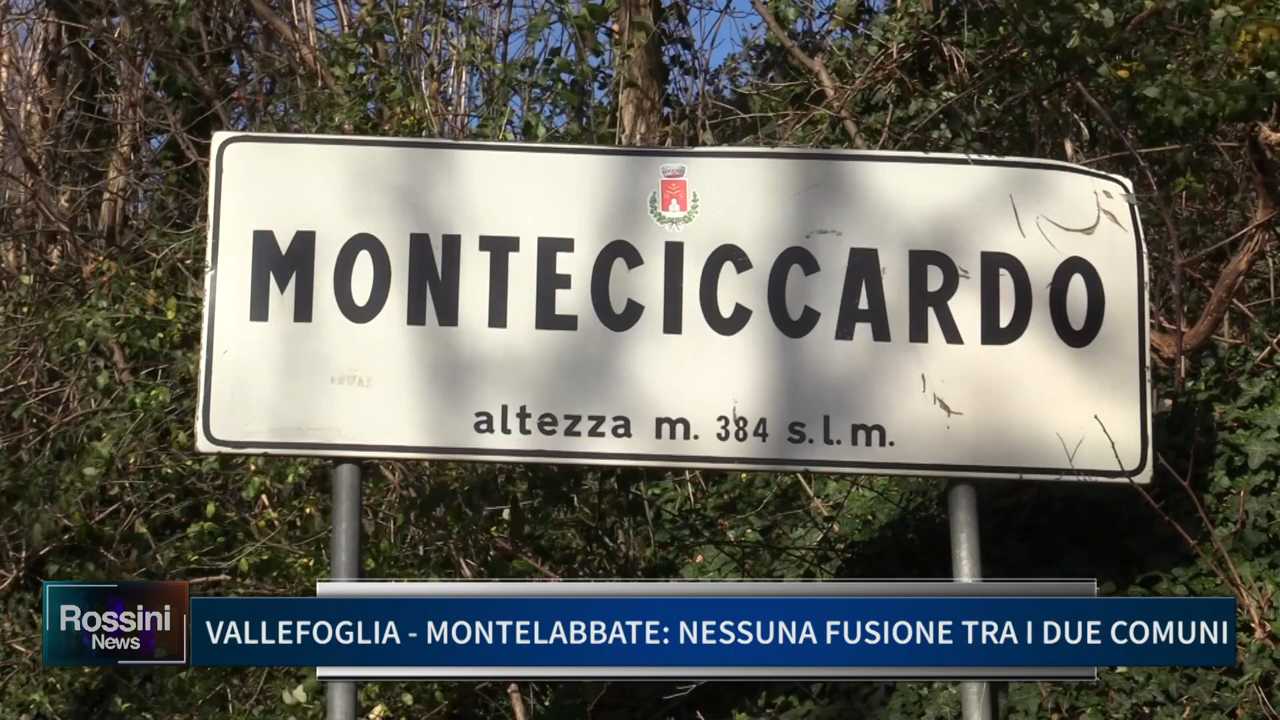 MONTECICCARDO
altezza m. 384 s.l.m.
Rossini
News
VALLEFOGLIA - MONTELABBATE: NESSUNA FUSIONE TRA I DUE COMUNI